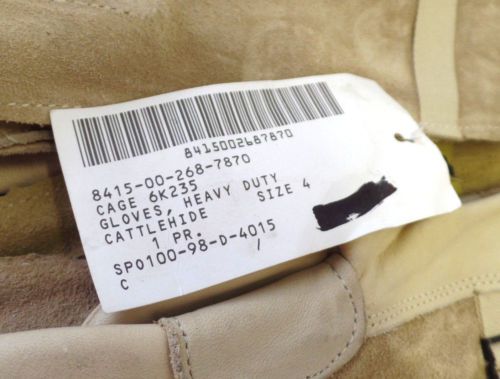 8415002687870
8415-00-268-7870
CAGE 6K235
GLOVES, HEAVY DUTY
CATTLEHIDE SIZE 4
1 PR.
SP0100-98-D-4015
C /